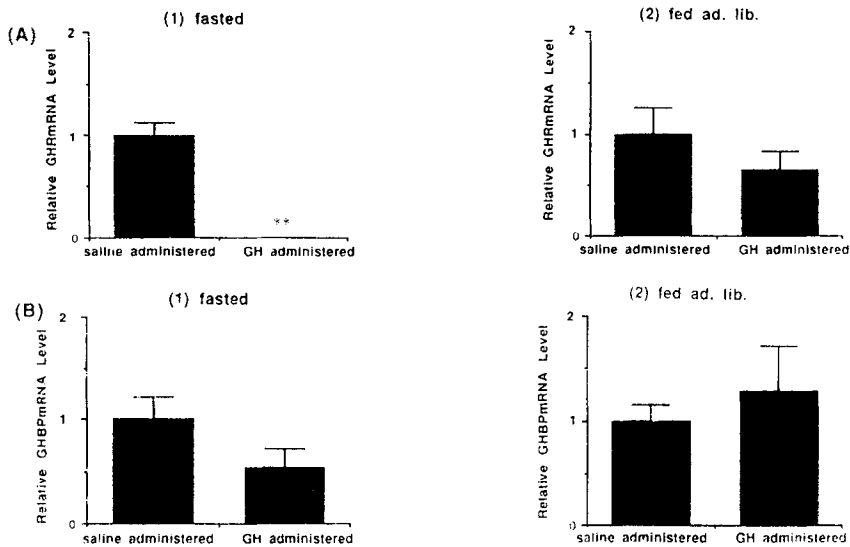 (A)
(1) fasted
Relative GHRmRNA Level
2
1
0
**
saline administered
GH administered
(2) fed ad. lib.
Relative GHRmRNA Level
2
1
0
saline administered
GH administered
(B)
(1) fasted
Relative GHBPmRNA Level
2
1
0
saline administered
GH administered
(2) fed ad. lib.
Relative GHBPmRNA Level
2
1
0
saline administered
GH administered